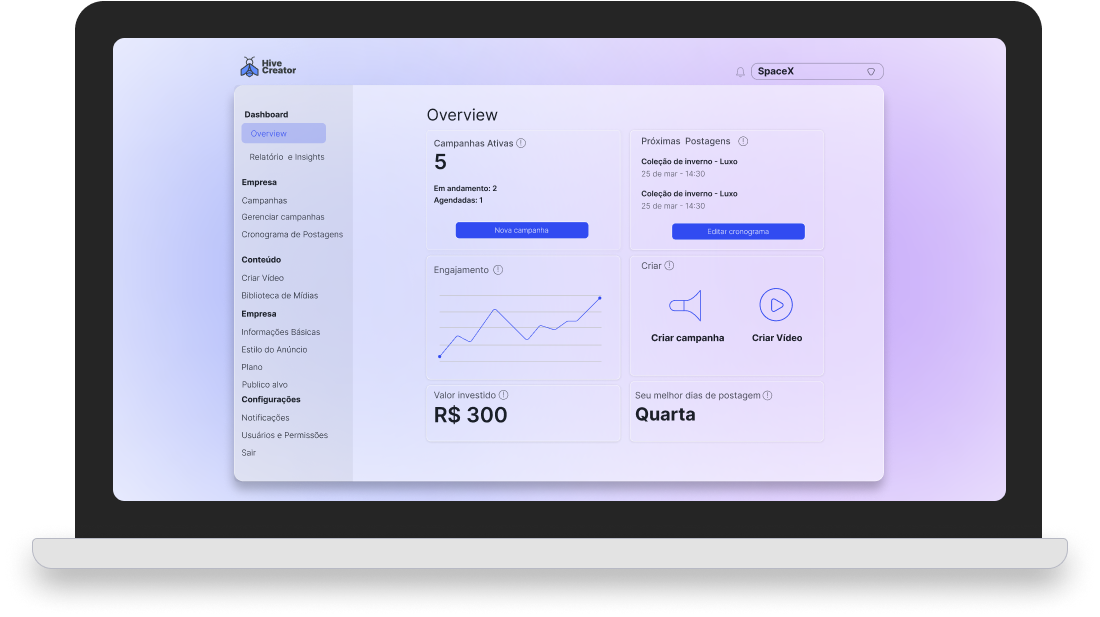 Hive
Creator
SpaceX
Dashboard
Overview
Relatório e Insights
Empresa
Campanhas
Gerenciar campanhas
Cronograma de Postagens
Conteúdo
Criar Vídeo
Biblioteca de Mídias
Empresa
Informações Básicas
Estilo do Anúncio
Plano
Publico alvo
Configurações
Notificações
Usuários e Permissões
Sair
Overview
Campanhas Ativas
5
Em andamento: 2
Agendadas: 1
Nova campanha
Próximas Postagens
Coleção de inverno - Luxo
25 de mar - 14:30
Coleção de inverno - Luxo
25 de mar - 14:30
Editar cronograma
Engajamento
Criar
Criar campanha
Criar Vídeo
Valor investido
R$ 300
Seu melhor dias de postagem
Quarta